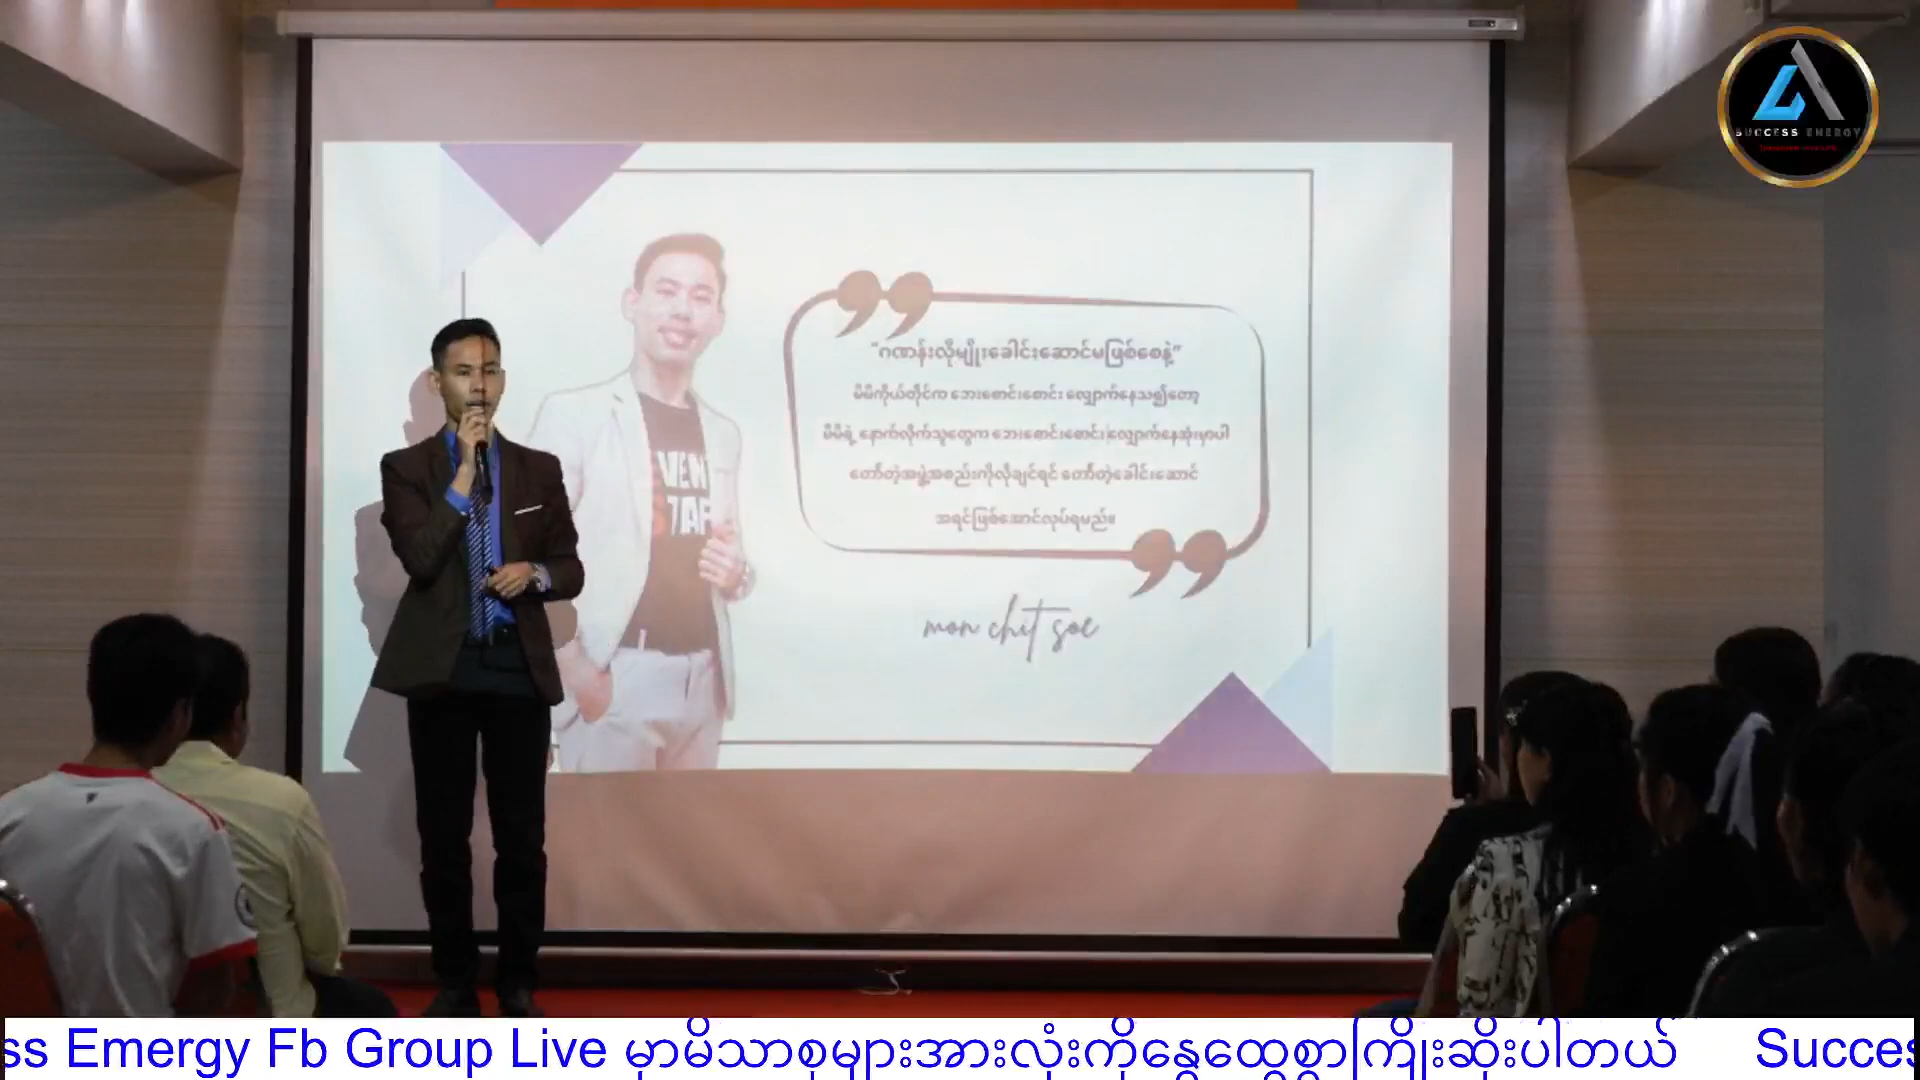 SUCCESS ENERGY
"ဂဏန်းလိုမျိုးခေါင်းဆောင်မဖြစ်စေနဲ့"
မိမိကိုယ်တိုင်က ဘေးစောင်းစောင်း လျှောက်နေသ၍တော့
မိမိရဲ့ နောက်လိုက်သူတွေက ဘေးစောင်းစောင်းလျှောက်နေအုံးမှာပါ
တော်တဲ့အဖွဲ့အစည်းကိုလိုချင်ရင် တော်တဲ့ခေါင်းဆောင်
အရင်ဖြစ်အောင်လုပ်ရမည်။
VEN
STAR
mon chit soe
ss Emergy Fb Group Live မှာမိသာစုများအားလုံးကိုနွေထွေစွာကြိုးဆိုးပါတယ် Succes